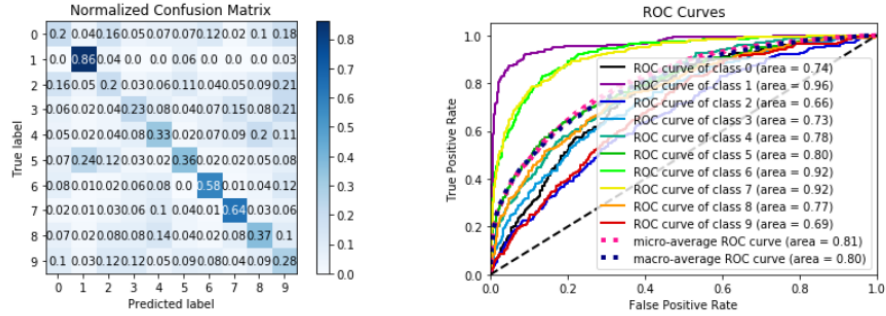 Normalized Confusion Matrix
0 0.2 0.04 0.16 0.05 0.07 0.07 0.12 0.02 0.1 0.18
1 0.0 0.86 0.04 0.0 0.0 0.06 0.0 0.0 0.0 0.03
2 0.16 0.05 0.2 0.03 0.06 0.11 0.04 0.05 0.09 0.21
3 0.06 0.02 0.04 0.23 0.08 0.04 0.07 0.15 0.08 0.21
4 0.05 0.02 0.04 0.08 0.33 0.02 0.07 0.09 0.2 0.11
5 0.07 0.24 0.12 0.03 0.02 0.36 0.02 0.02 0.05 0.08
6 0.08 0.01 0.02 0.06 0.08 0.0 0.58 0.01 0.04 0.12
7 0.02 0.01 0.03 0.06 0.1 0.04 0.01 0.64 0.03 0.06
8 0.07 0.02 0.08 0.08 0.14 0.04 0.02 0.08 0.37 0.1
9 0.1 0.03 0.12 0.12 0.05 0.09 0.08 0.04 0.09 0.28
0 1 2 3 4 5 6 7 8 9
Predicted label
True label
0.8
0.7
0.6
0.5
0.4
0.3
0.2
0.1
0.0
ROC Curves
1.0
0.8
0.6
0.4
0.2
0.0
True Positive Rate
ROC curve of class 0 (area = 0.74)
ROC curve of class 1 (area = 0.96)
ROC curve of class 2 (area = 0.66)
ROC curve of class 3 (area = 0.73)
ROC curve of class 4 (area = 0.78)
ROC curve of class 5 (area = 0.80)
ROC curve of class 6 (area = 0.92)
ROC curve of class 7 (area = 0.92)
ROC curve of class 8 (area = 0.77)
ROC curve of class 9 (area = 0.69)
micro-average ROC curve (area = 0.81)
macro-average ROC curve (area = 0.80)
0.0 0.2 0.4 0.6 0.8 1.0
False Positive Rate